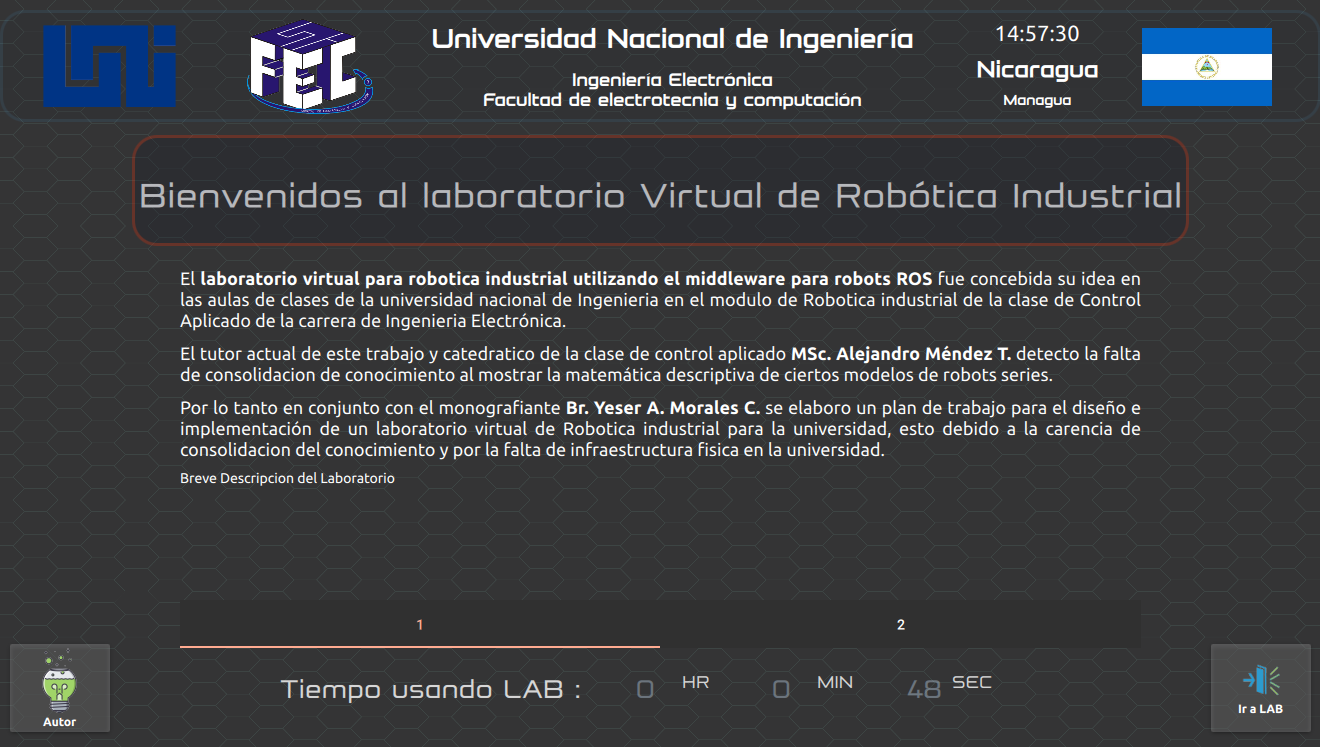 UNI
FEC
Universidad Nacional de Ingeniería
Ingeniería Electrónica
Facultad de electrotecnia y computación
14:57:30
Nicaragua
Managua
Bienvenidos al laboratorio Virtual de Robótica Industrial
El laboratorio virtual para robotica industrial utilizando el middleware para robots ROS fue concebida su idea en
las aulas de clases de la universidad nacional de Ingenieria en el modulo de Robotica industrial de la clase de Control
Aplicado de la carrera de Ingenieria Electrónica.
El tutor actual de este trabajo y catedratico de la clase de control aplicado MSc. Alejandro Méndez T. detecto la falta
de consolidacion de conocimiento al mostrar la matemática descriptiva de ciertos modelos de robots series.
Por lo tanto en conjunto con el monografiante Br. Yeser A. Morales C. se elaboro un plan de trabajo para el diseño e
implementación de un laboratorio virtual de Robotica industrial para la universidad, esto debido a la carencia de
consolidacion del conocimiento y por la falta de infraestructura fisica en la universidad.
Breve Descripcion del Laboratorio
1 2
Tiempo usando LAB : 0 HR 0 MIN 48 SEC
Autor
Ir a LAB